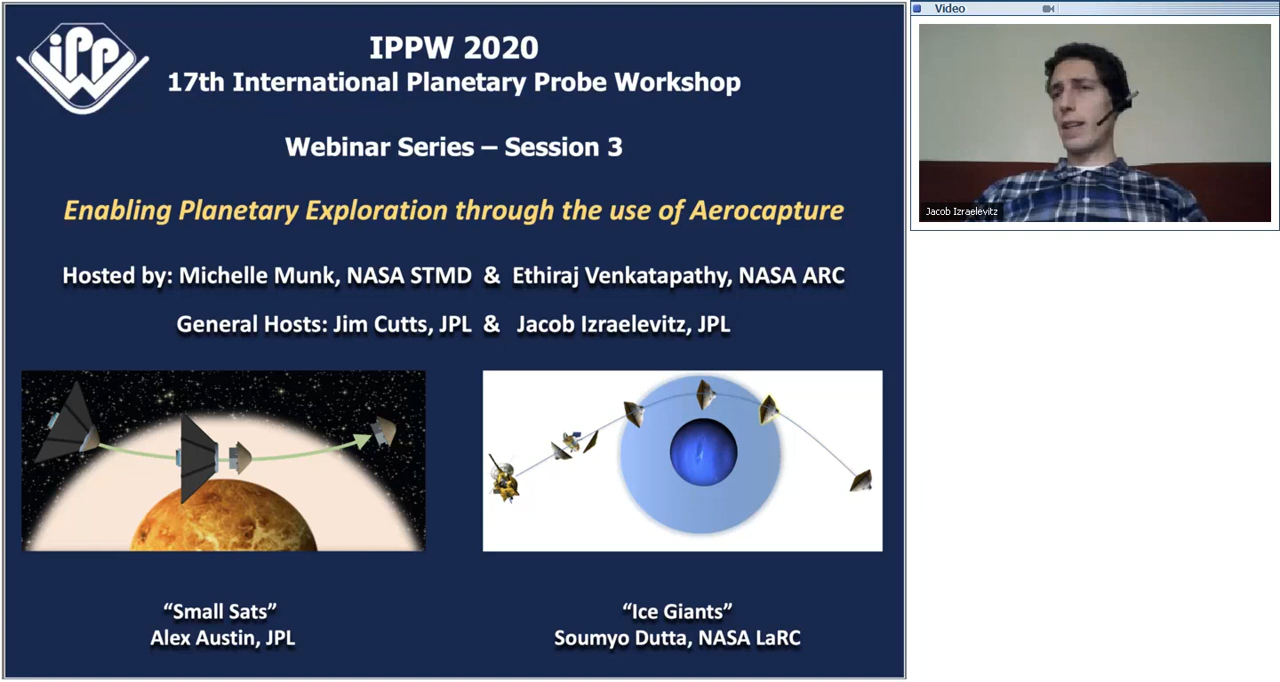 iPPW
IPPW 2020
17th International Planetary Probe Workshop
Webinar Series – Session 3
Enabling Planetary Exploration through the use of Aerocapture
Hosted by: Michelle Munk, NASA STMD & Ethiraj Venkatapathy, NASA ARC
General Hosts: Jim Cutts, JPL & Jacob Izraelevitz, JPL
“Small Sats”
Alex Austin, JPL
“Ice Giants”
Soumyo Dutta, NASA LaRC
Video
Jacob Izraelevitz